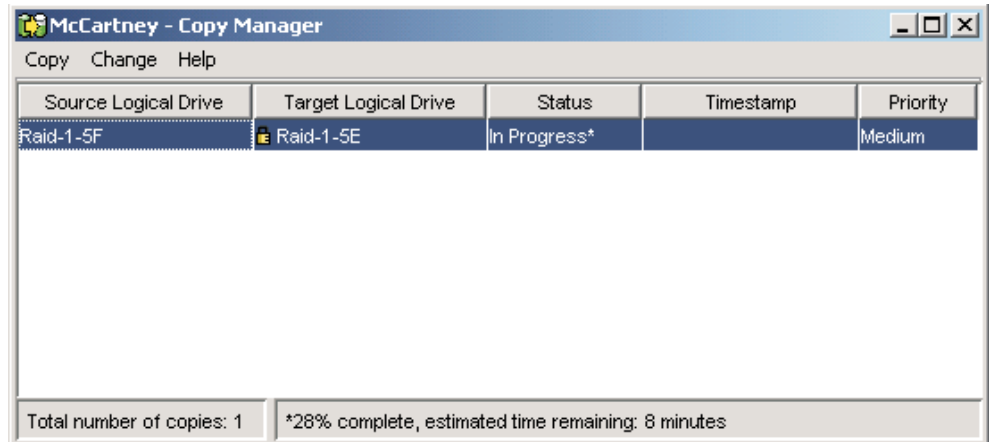 McCartney - Copy Manager
Copy Change Help
Source Logical Drive Target Logical Drive Status Timestamp Priority
Raid-1-5F Raid-1-5E In Progress* Medium
Total number of copies: 1 *28% complete, estimated time remaining: 8 minutes